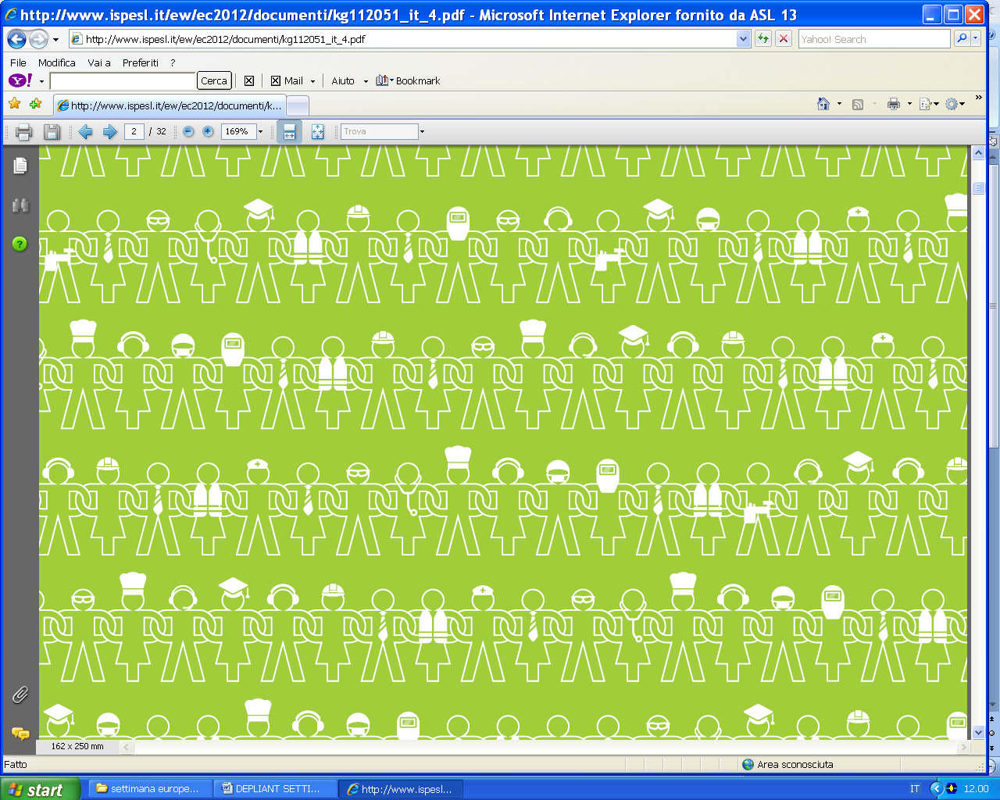 http://www.ispesl.it/ew/ec2012/documenti/kg112051_it_4.pdf - Microsoft Internet Explorer fornito da ASL 13
http://www.ispesl.it/ew/ec2012/documenti/kg112051_it_4.pdf
Yahoo! Search
File Modifica Vai a Preferiti ?
Y! Cerca Mail Aiuto Bookmark
http://www.ispesl.it/ew/ec2012/documenti/k...
2 / 32 169% Trova
162 x 250 mm
Fatto Area sconosciuta
start settimana europe... DEPLIANT SETTI... http://www.ispesl... IT 12.00